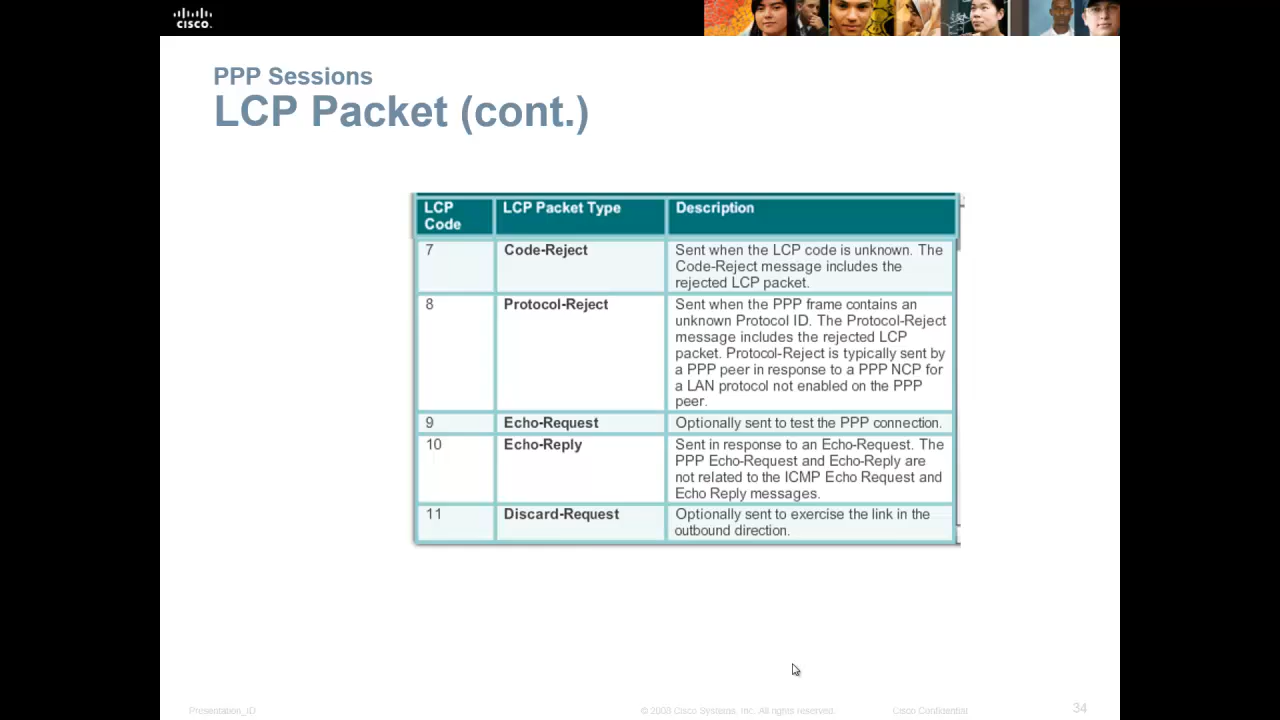 CISCO.
PPP Sessions
LCP Packet (cont.)
LCP Code
LCP Packet Type
Description
7
Code-Reject
Sent when the LCP code is unknown. The
Code-Reject message includes the
rejected LCP packet.
8
Protocol-Reject
Sent when the PPP frame contains an
unknown Protocol ID. The Protocol-Reject
message includes the rejected LCP
packet. Protocol-Reject is typically sent by
a PPP peer in response to a PPP NCP for
a LAN protocol not enabled on the PPP
peer.
9
Echo-Request
Optionally sent to test the PPP connection.
10
Echo-Reply
Sent in response to an Echo-Request. The
PPP Echo-Request and Echo-Reply are
not related to the ICMP Echo Request and
Echo Reply messages.
11
Discard-Request
Optionally sent to exercise the link in the
outbound direction.
Presentation_ID
© 2008 Cisco Systems, Inc. All rights reserved.
Cisco Confidential
34